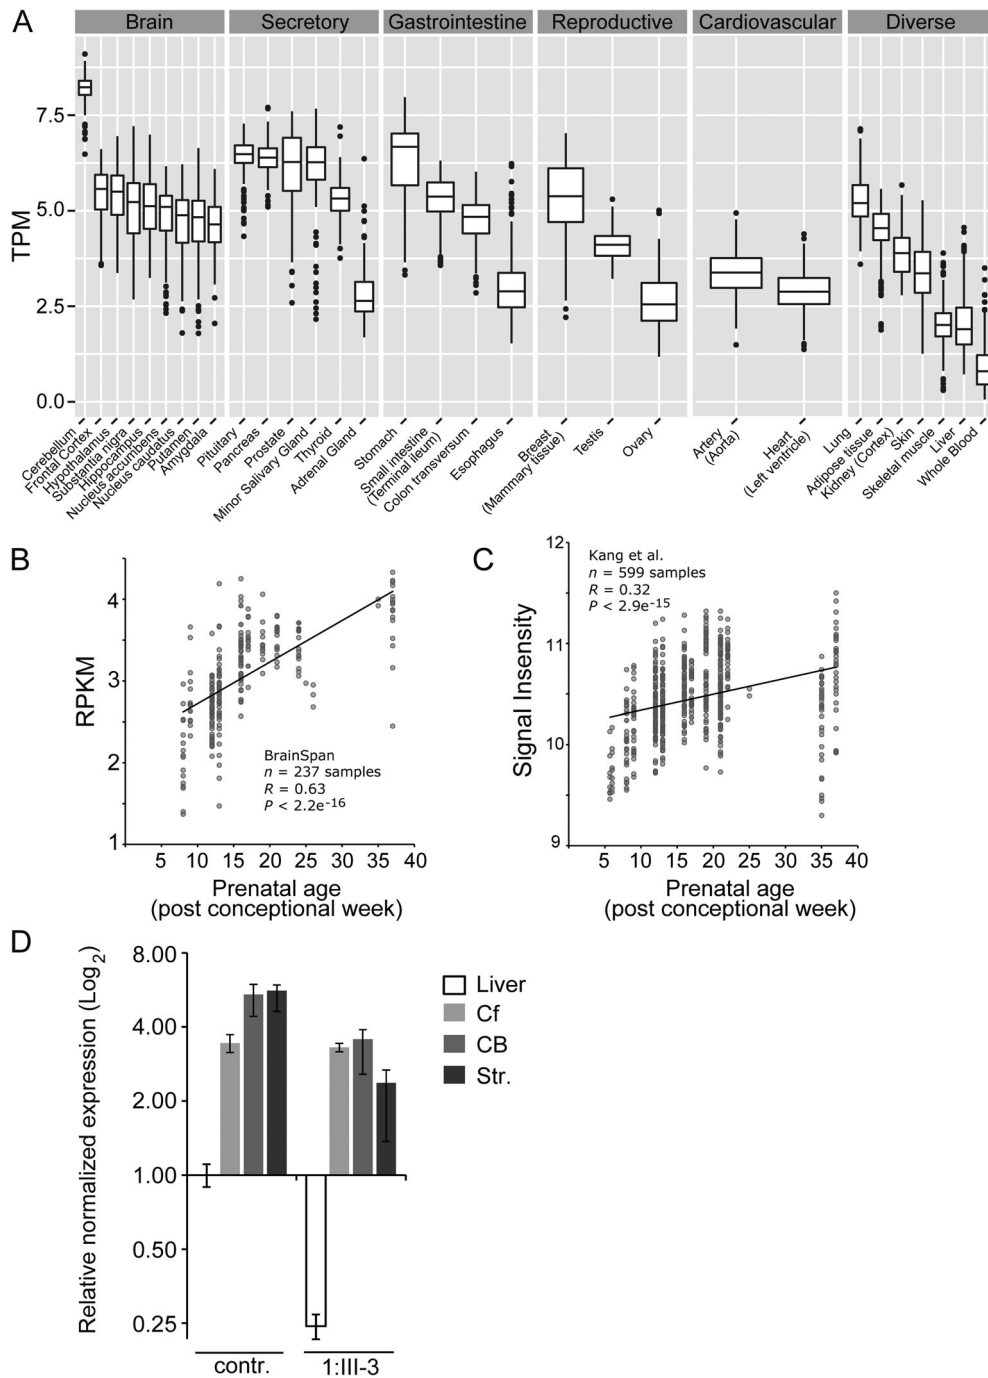 A
Brain Secretory Gastrointestine Reproductive Cardiovascular Diverse
TPM
7.5
5.0
2.5
0.0
Cerebellum
Frontal Cortex
Hypothalamus
Substantia nigra
Hippocampus
Nucleus accumbens
Nucleus caudatus
Putamen
Amygdala
Pituitary
Pancreas
Prostate
Minor Salivary Gland
Thyroid
Adrenal Gland
Stomach
Small intestine
(Terminal ileum)
Colon transversum
Esophagus
Breast
(Mammary tissue)
Testis
Ovary
Artery
(Aorta)
Heart
(Left ventricle)
Lung
Adipose tissue
Kidney (Cortex)
Skin
Skeletal muscle
Liver
Whole Blood
B
RPKM
4
3
2
1
BrainSpan
n = 237 samples
R = 0.63
P < 2.2e-16
5 10 15 20 25 30 35 40
Prenatal age
(post conceptional week)
C
Signal Insensity
12
11
10
9
Kang et al.
n = 599 samples
R = 0.32
P < 2.9e-15
5 10 15 20 25 30 35 40
Prenatal age
(post conceptional week)
D
Relative normalized expression (Log2)
8.00
4.00
2.00
1.00
0.50
0.25
contr. 1:III-3
Liver
Cf
CB
Str.